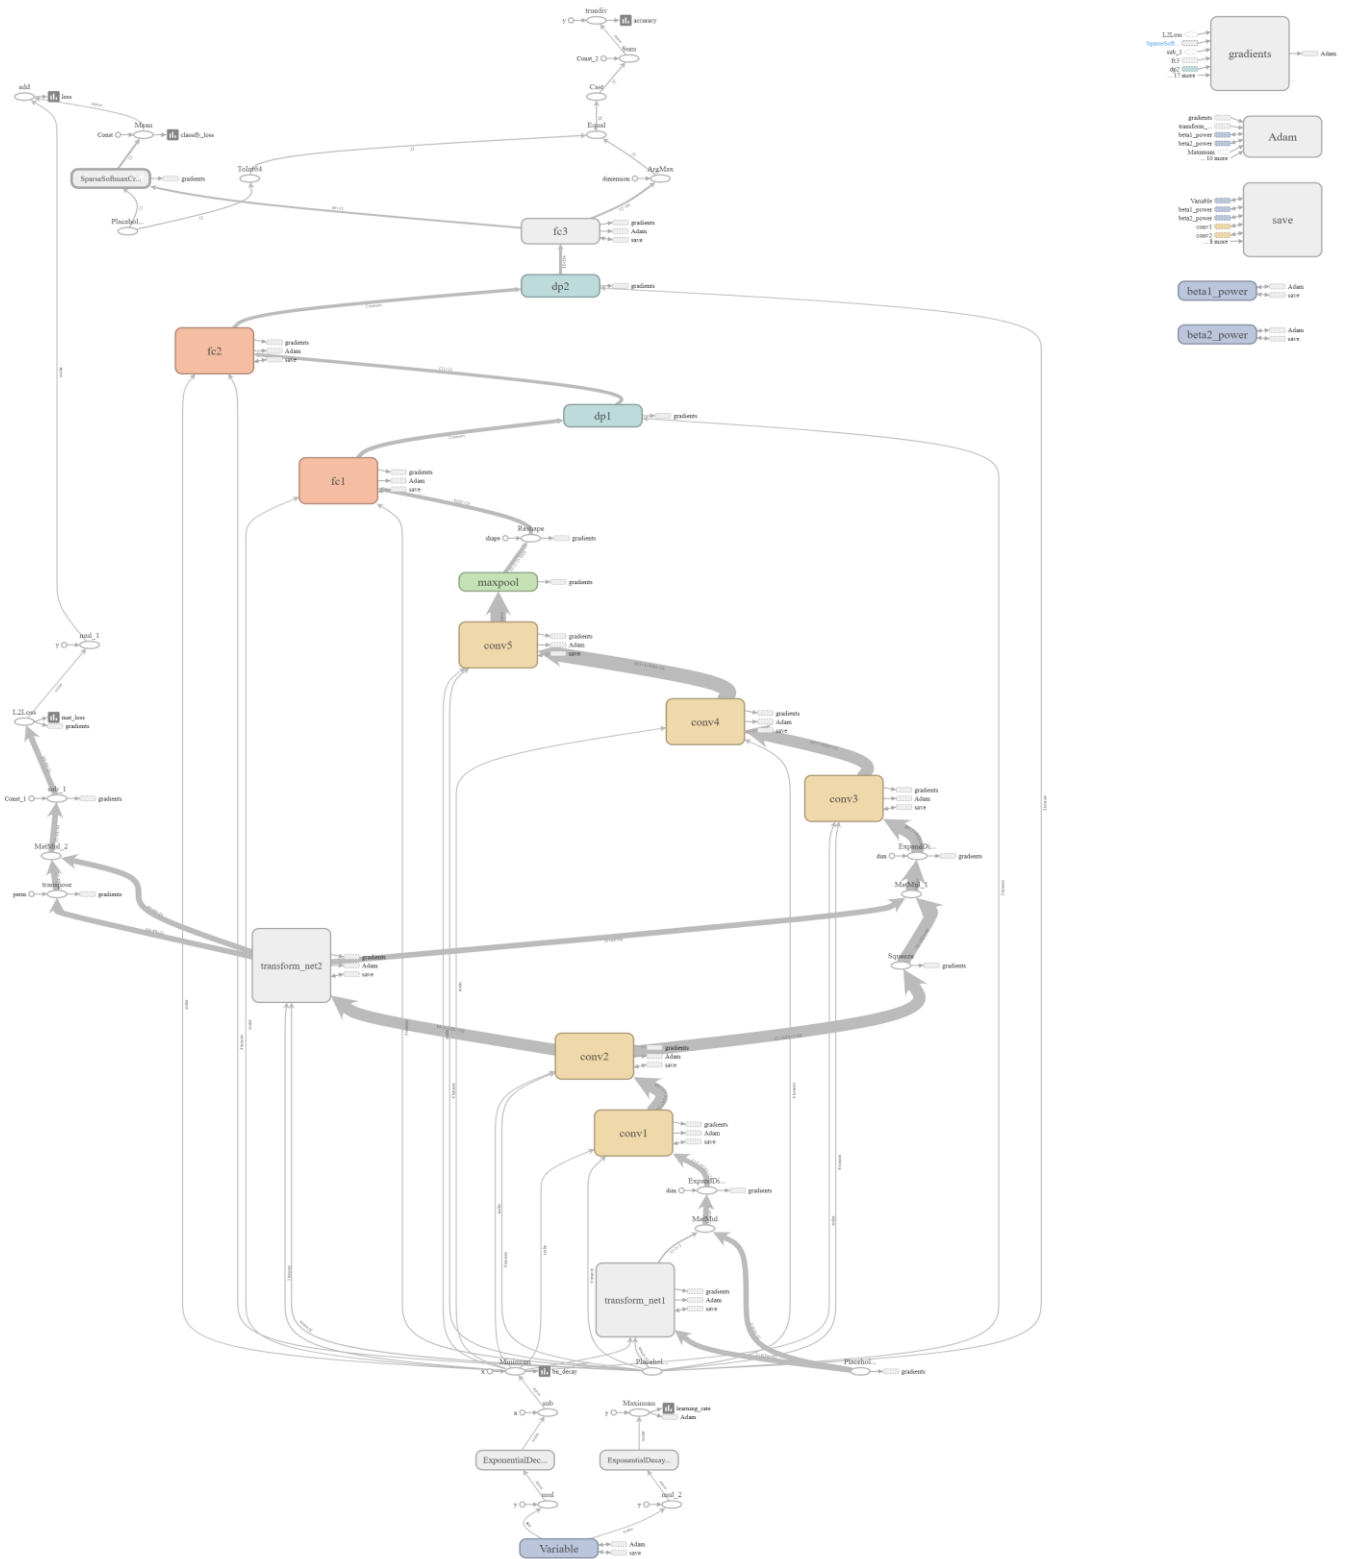 truediv
y
accuracy
Sum
Const_2
Cast
add
loss
Mean
Const
classify_loss
Equal
ToInt64
ArgMax
dimension
SparseSoftmaxCr...
gradients
Placehol...
fc3
gradients
Adam
save
dp2
gradients
fc2
gradients
Adam
save
dp1
gradients
fc1
gradients
Adam
save
Reshape
shape
gradients
maxpool
gradients
conv5
gradients
Adam
save
mul_1
y
conv4
gradients
Adam
save
L2Loss
mat_loss
gradients
conv3
gradients
Adam
save
sub_1
Const_1
gradients
MatMul_2
ExpandDi...
dim
gradients
transpose
perm
gradients
MatMul_1
transform_net2
gradients
Adam
save
Squeeze
gradients
conv2
gradients
Adam
save
conv1
gradients
Adam
save
ExpandDi...
dim
gradients
MatMul
transform_net1
gradients
Adam
save
Minimum
x
bn_decay
Placehol...
Placehol...
gradients
sub
Maximum
y
learning_rate
Adam
ExponentialDec...
ExponentialDecay...
mul
y
mul_2
y
Variable
Adam
save
L2Loss
SparseSoft...
sub_1
fc3
dp2
... 17 more
gradients
Adam
gradients
transform_...
beta1_power
beta2_power
Maximum
... 10 more
Adam
Variable
beta1_power
beta2_power
conv1
conv2
... 8 more
save
beta1_power
Adam
save
beta2_power
Adam
save